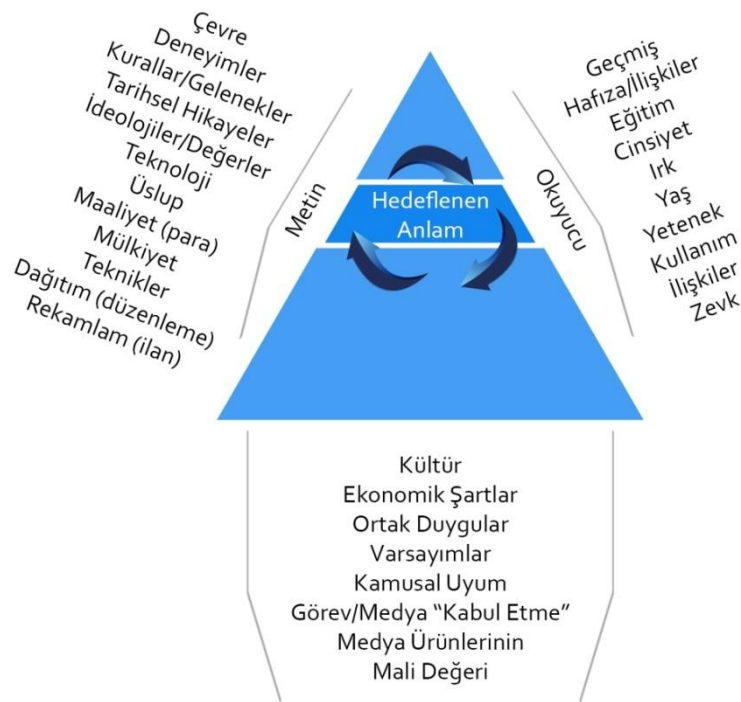 Çevre
Deneyimler
Kurallar/Gelenekler
Tarihsel Hikayeler
İdeolojiler/Değerler
Teknoloji
Üslup
Maaliyet (para)
Mülkiyet
Teknikler
Dağıtım (düzenleme)
Rekamlam (ilan)
Metin
Hedeflenen
Anlam
Okuyucu
Geçmiş
Hafıza/İlişkiler
Eğitim
Cinsiyet
Irk
Yaş
Yetenek
Kullanım
İlişkiler
Zevk
Kültür
Ekonomik Şartlar
Ortak Duygular
Varsayımlar
Kamusal Uyum
Görev/Medya “Kabul Etme”
Medya Ürünlerinin
Mali Değeri